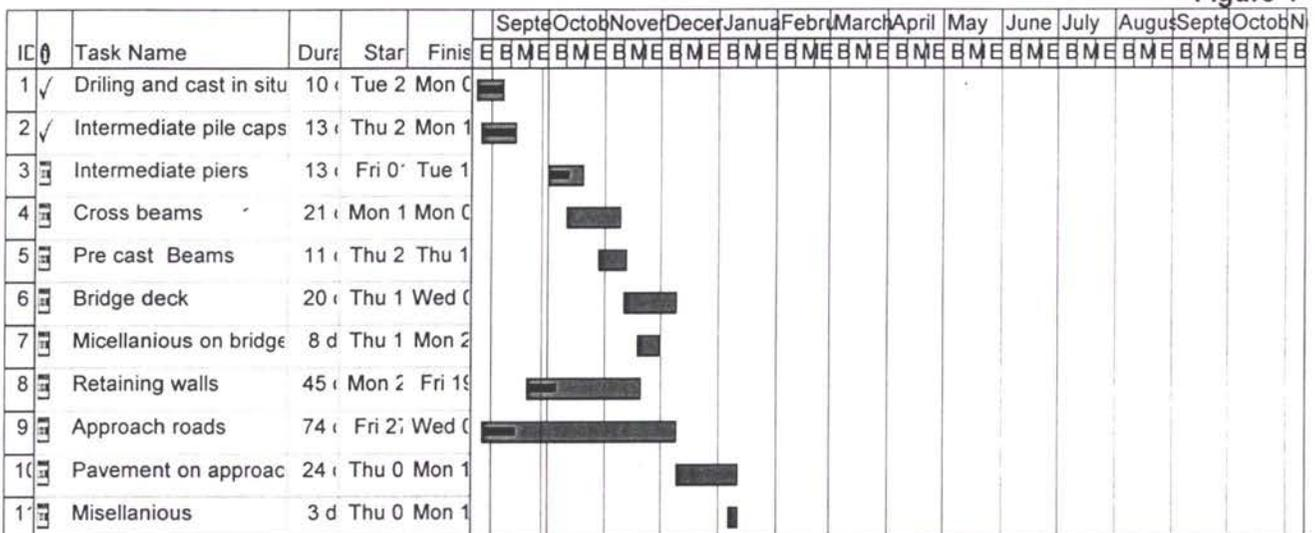 Septe Octob Nover Decer Janua Febru March April May June July Augus Septe Octob N
ID Task Name Dura Star Finis E B M E B M E B M E B M E B M E B M E B M E B M E B M E B M E B M E B M E B M E B M E B
1 Driling and cast in situ 10 Tue 2 Mon 0
2 Intermediate pile caps 13 Thu 2 Mon 1
3 Intermediate piers 13 Fri 0 Tue 1
4 Cross beams 21 Mon 1 Mon 0
5 Pre cast Beams 11 Thu 2 Thu 1
6 Bridge deck 20 Thu 1 Wed 0
7 Micellanious on bridge 8 d Thu 1 Mon 2
8 Retaining walls 45 Mon 2 Fri 19
9 Approach roads 74 Fri 27 Wed 0
10 Pavement on approac 24 Thu 0 Mon 1
11 Misellanious 3 d Thu 0 Mon 1